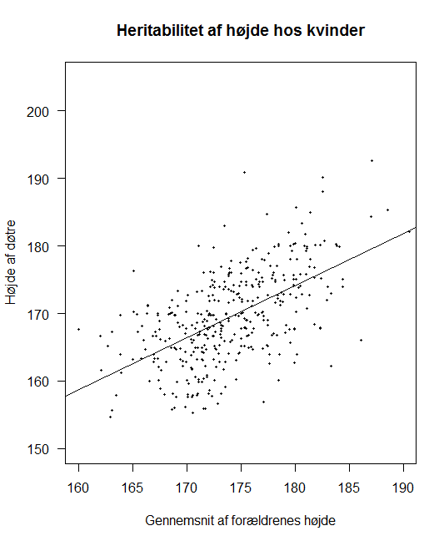 Heritabilitet af højde hos kvinder
Højde af døtre
200
190
180
170
160
150
160 165 170 175 180 185 190
Gennemsnit af forældrenes højde